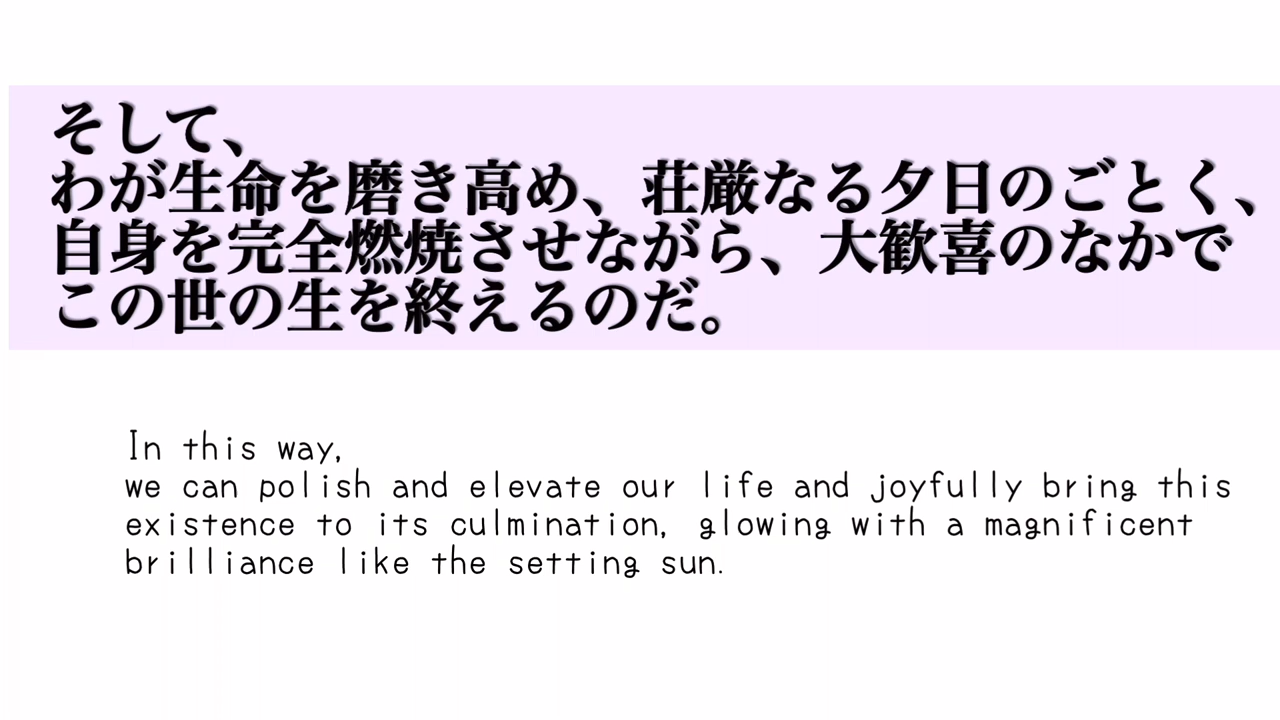 そして、
わが生命を磨き高め、荘厳なる夕日のごとく、
自身を完全燃焼させながら、大歓喜のなかで
この世の生を終えるのだ。
In this way,
we can polish and elevate our life and joyfully bring this
existence to its culmination, glowing with a magnificent
brilliance like the setting sun.